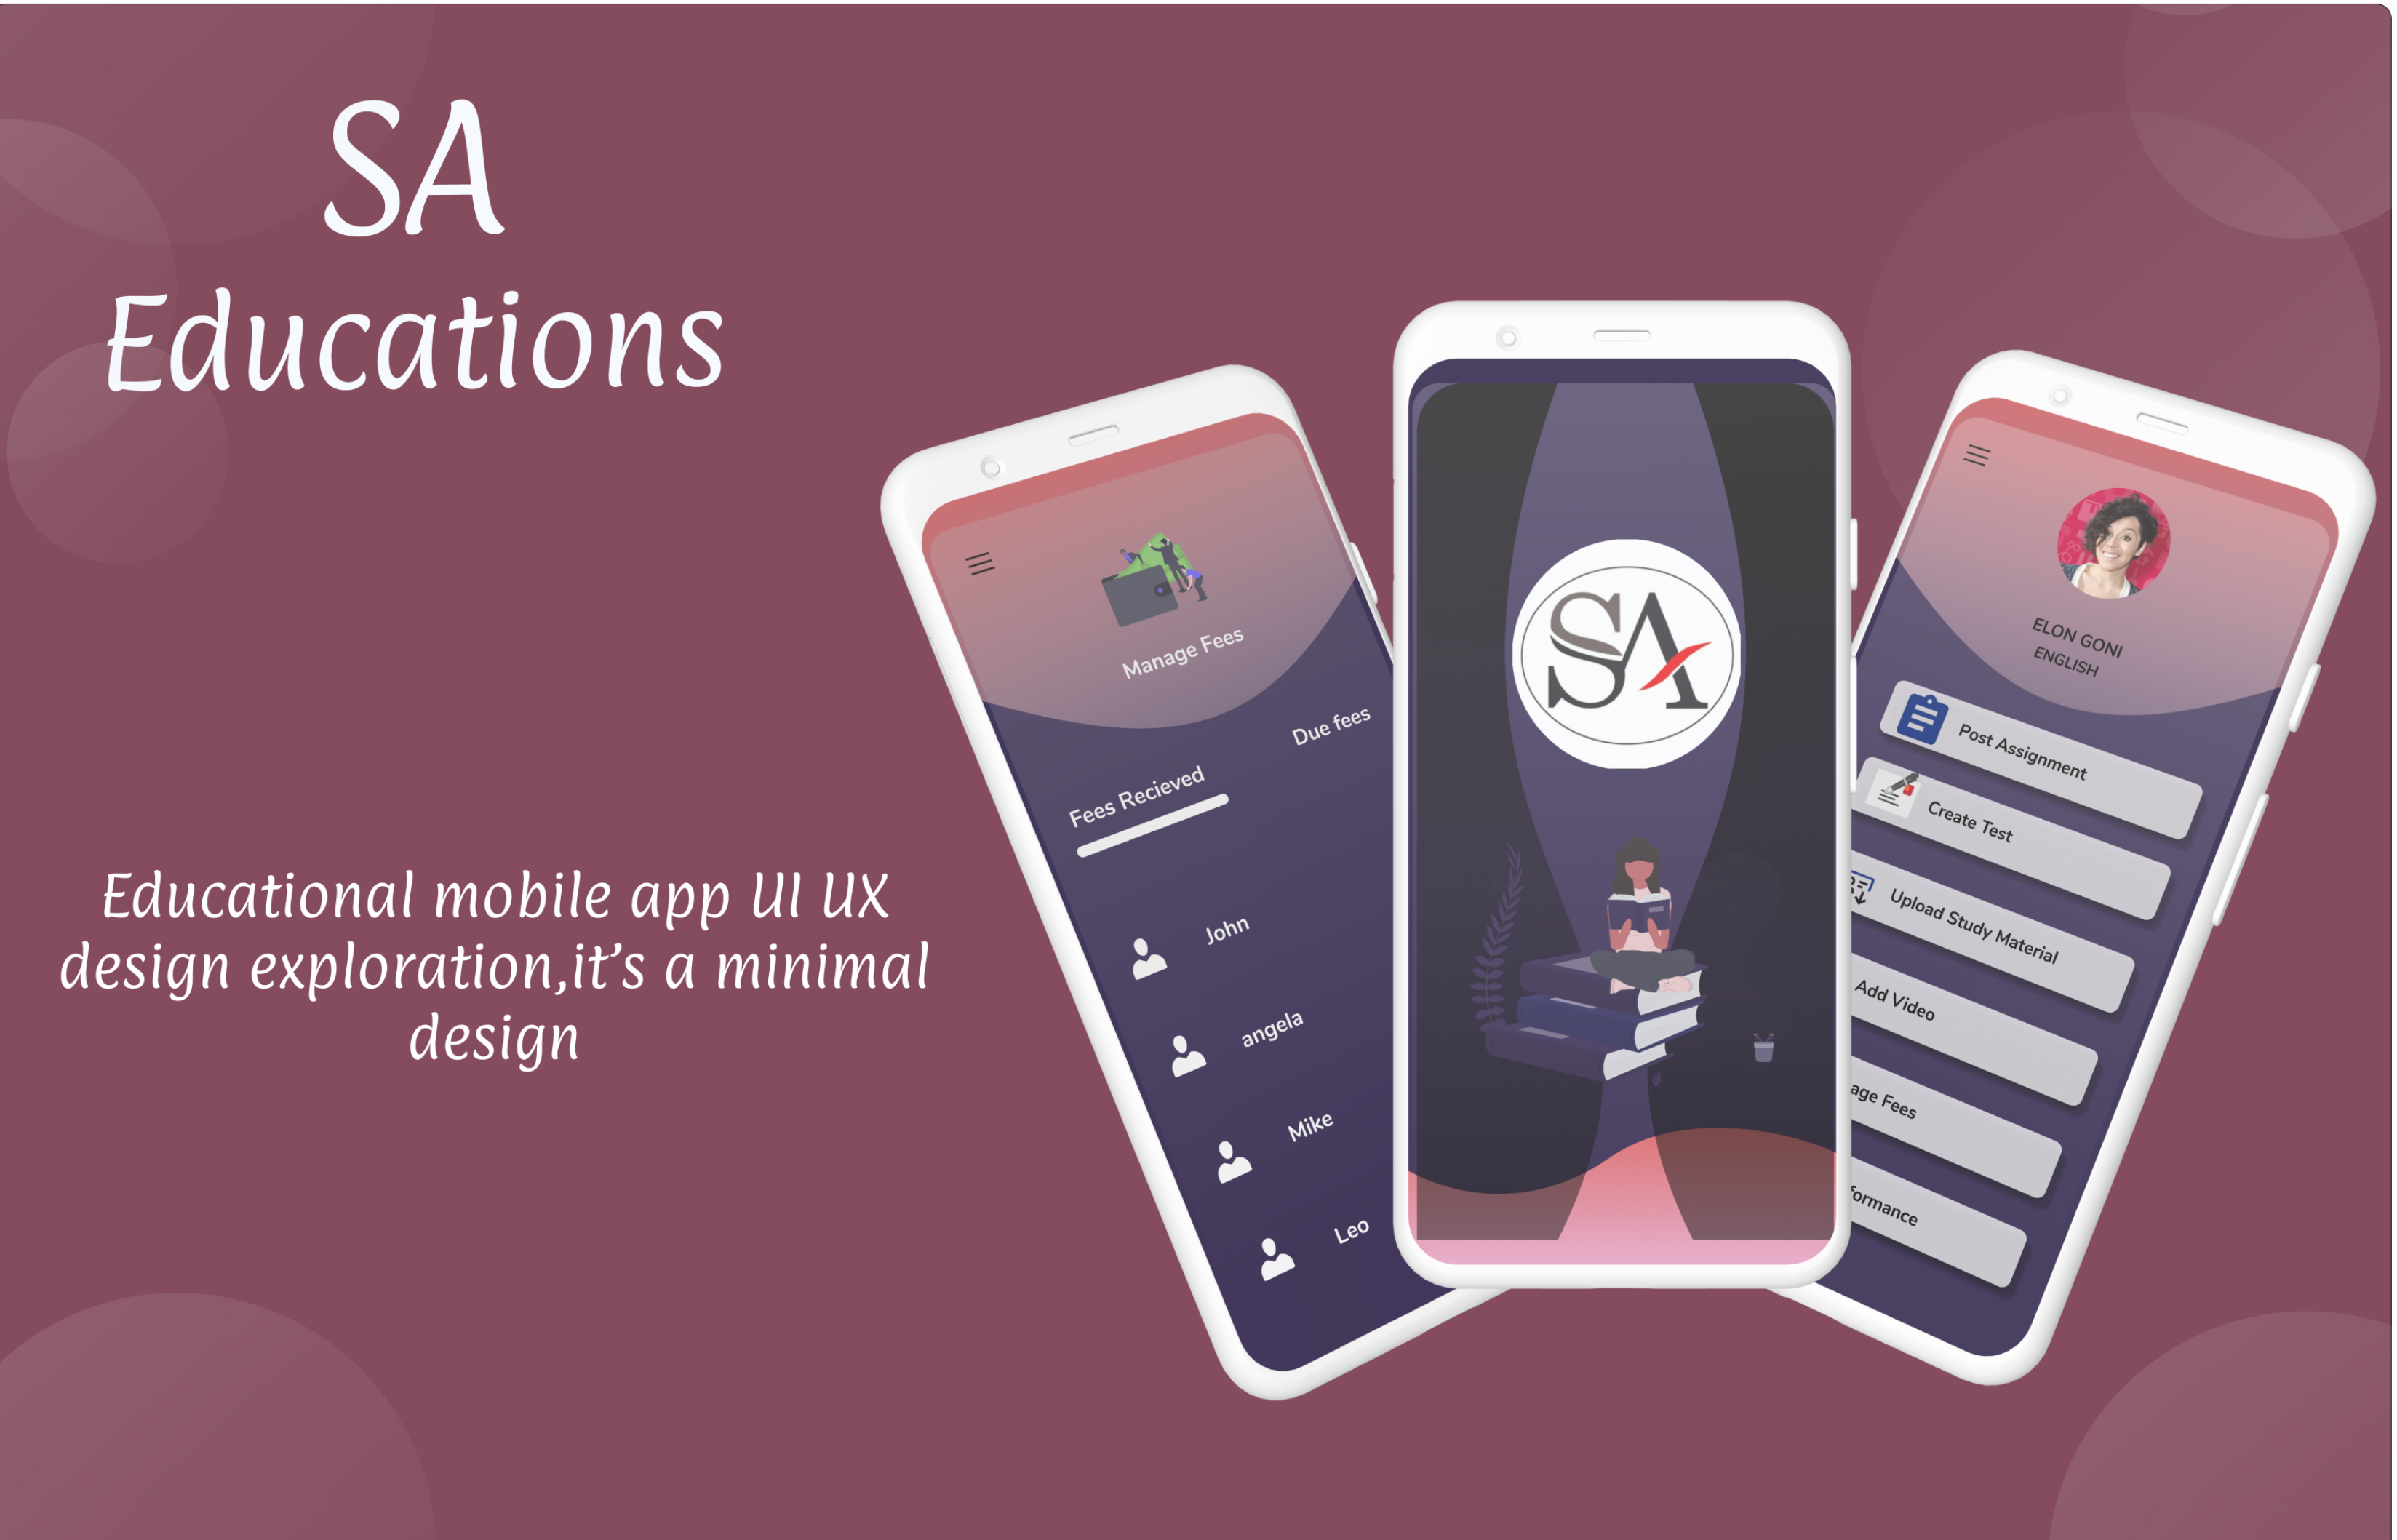 SA
Educations
Educational mobile app UI UX
design exploration,it's a minimal
design
Manage Fees
Due fees
Fees Recieved
John
angela
Mike
Leo
SA
ELON GONI
ENGLISH
Post Assignment
Create Test
Upload Study Material
Add Video
age Fees
formance